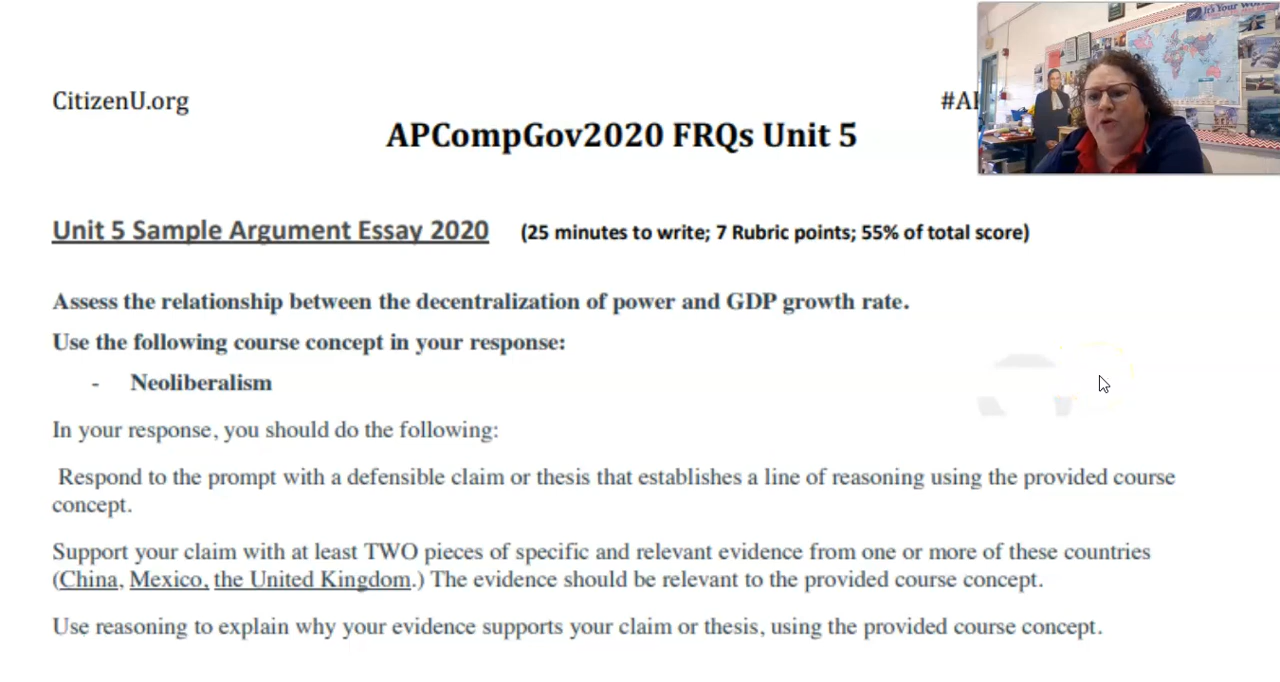 CitizenU.org
APCompGov2020 FRQs Unit 5
Unit 5 Sample Argument Essay 2020 (25 minutes to write; 7 Rubric points; 55% of total score)
Assess the relationship between the decentralization of power and GDP growth rate.
Use the following course concept in your response:
- Neoliberalism
In your response, you should do the following:
Respond to the prompt with a defensible claim or thesis that establishes a line of reasoning using the provided course
concept.
Support your claim with at least TWO pieces of specific and relevant evidence from one or more of these countries
(China, Mexico, the United Kingdom.) The evidence should be relevant to the provided course concept.
Use reasoning to explain why your evidence supports your claim or thesis, using the provided course concept.
It's Your